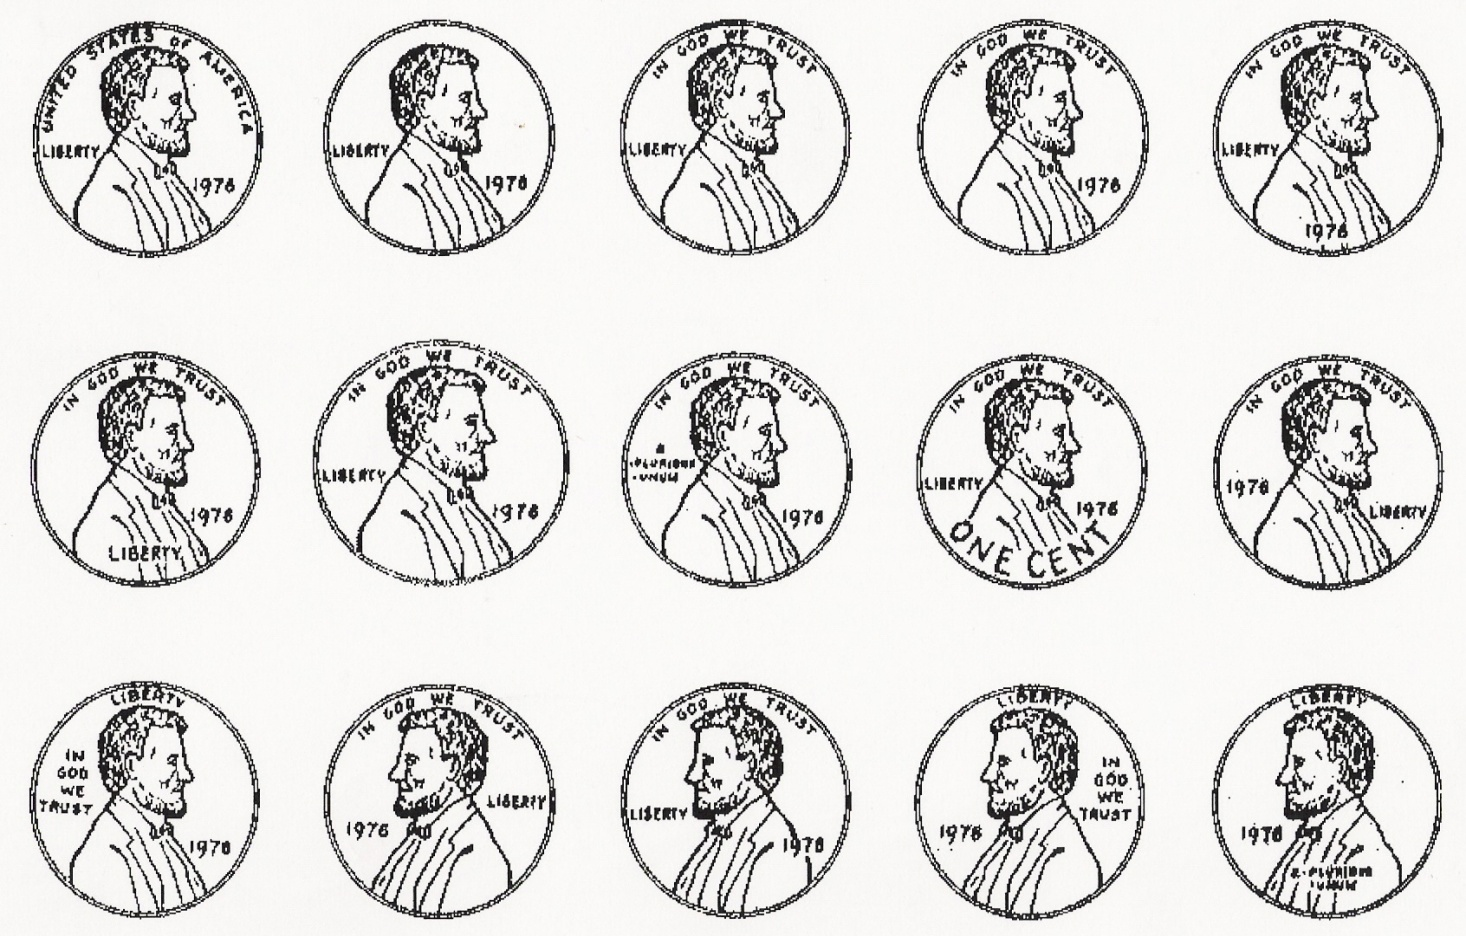 UNITED STATES OF AMERICA
LIBERTY
1976
LIBERTY
1976
IN GOD WE TRUST
LIBERTY
IN GOD WE TRUST
1976
IN GOD WE TRUST
LIBERTY
1976
IN GOD WE TRUST
1976
LIBERTY
IN GOD WE TRUST
LIBERTY
1976
IN GOD WE TRUST
E
PLURIBUS
UNUM
1976
IN GOD WE TRUST
LIBERTY
1976
ONE CENT
IN GOD WE TRUST
1976
LIBERTY
LIBERTY
IN
GOD
WE
TRUST
1976
IN GOD WE TRUST
LIBERTY
1976
IN GOD WE TRUST
LIBERTY
1976
LIBERTY
IN
GOD
WE
TRUST
1976
LIBERTY
1976
E·PLURIBUS
UNUM